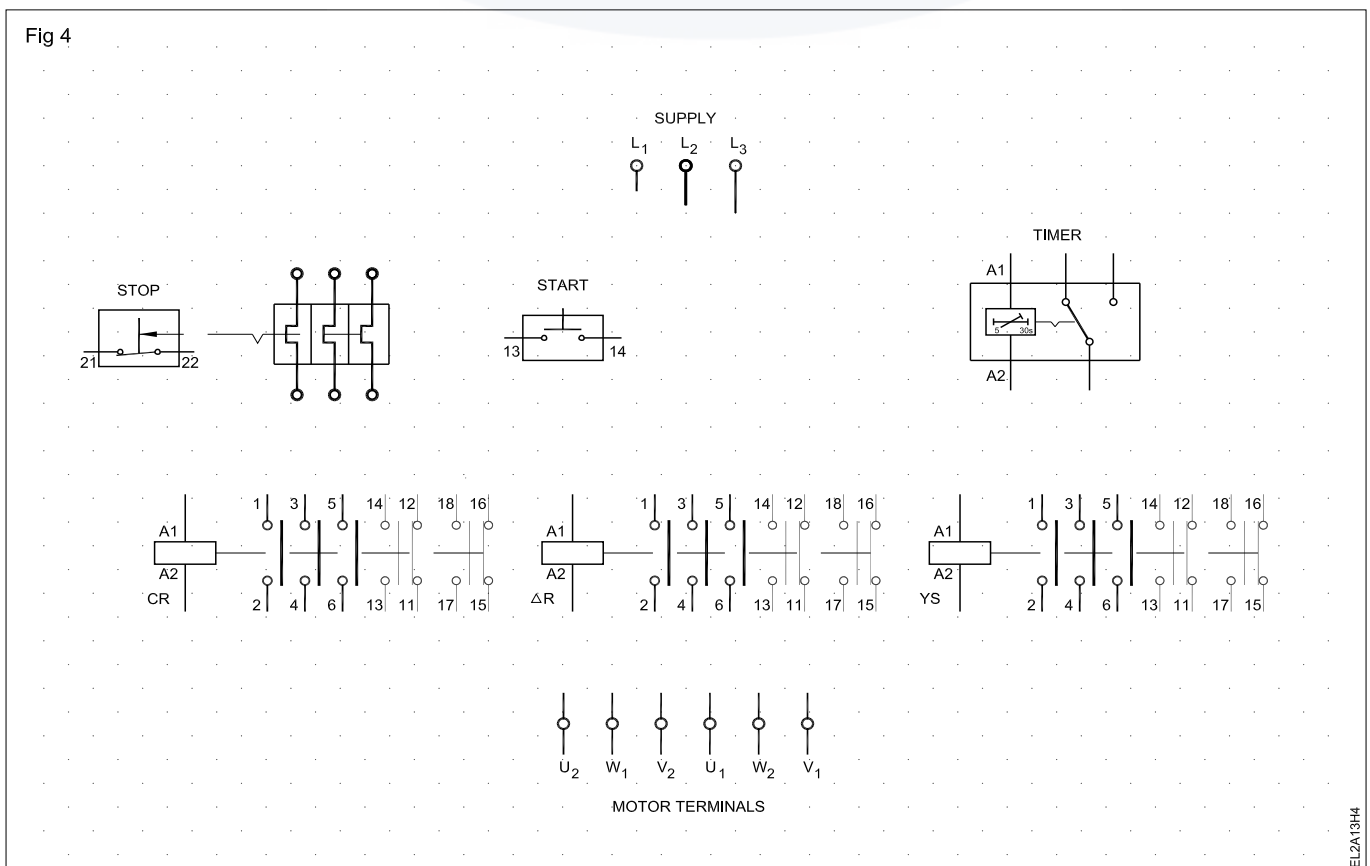 Fig 4
SUPPLY
L1 L2 L3
TIMER
A1
5 30s
A2
STOP
21 22
START
13 14
1 3 5 14 12 18 16
A1
A2
CR
2 4 6 13 11 17 15
1 3 5 14 12 18 16
A1
A2
△R
2 4 6 13 11 17 15
1 3 5 14 12 18 16
A1
A2
YS
2 4 6 13 11 17 15
U2 W1 V2 U1 W2 V1
MOTOR TERMINALS
EL2A13H4